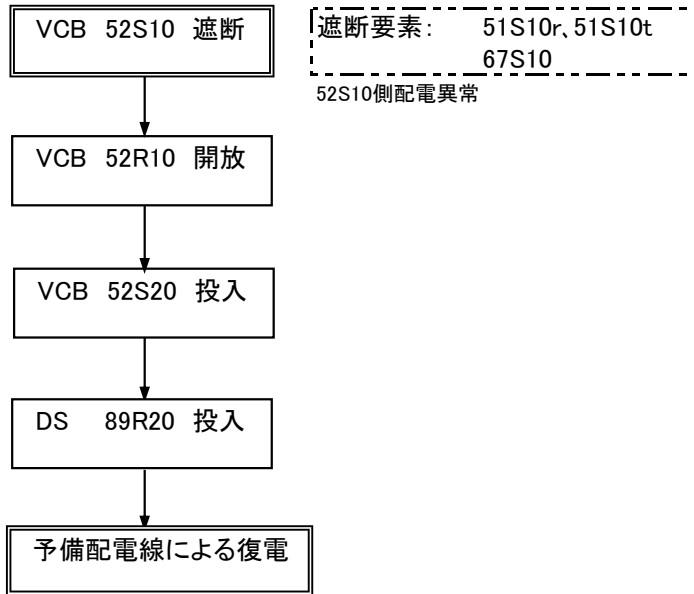 VCB 52S10 遮断
遮断要素: 51S10r、51S10t
67S10
52S10側配電異常
VCB 52R10 開放
VCB 52S20 投入
DS 89R20 投入
予備配電線による復電